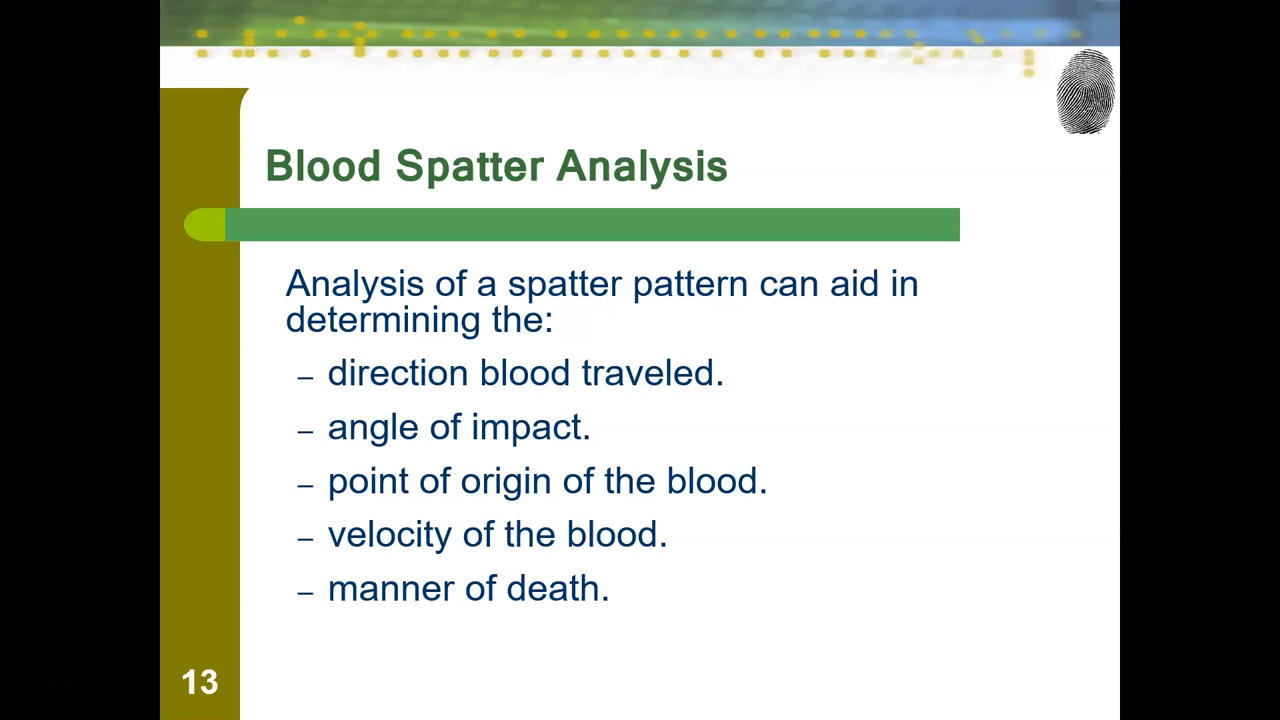 Blood Spatter Analysis
Analysis of a spatter pattern can aid in
determining the:
– direction blood traveled.
– angle of impact.
– point of origin of the blood.
– velocity of the blood.
– manner of death.
13